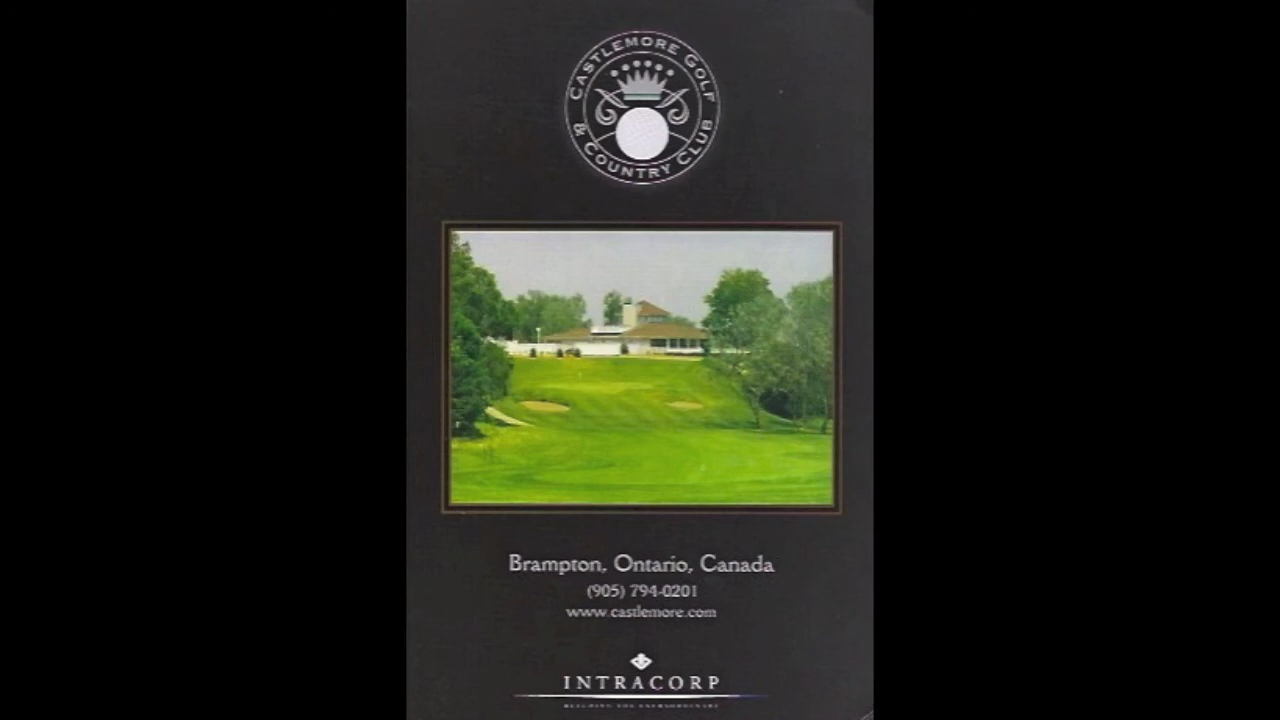 CASTLEMORE GOLF
& COUNTRY CLUB
Brampton, Ontario, Canada
(905) 794-0201
www.castlemore.com
INTRACORP